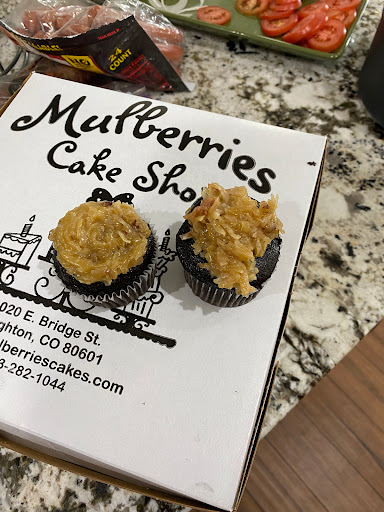 24
COUNT
Mulberries
Cake Sho
020 E. Bridge St.
ghton, CO 80601
lberriescakes.com
3-282-1044